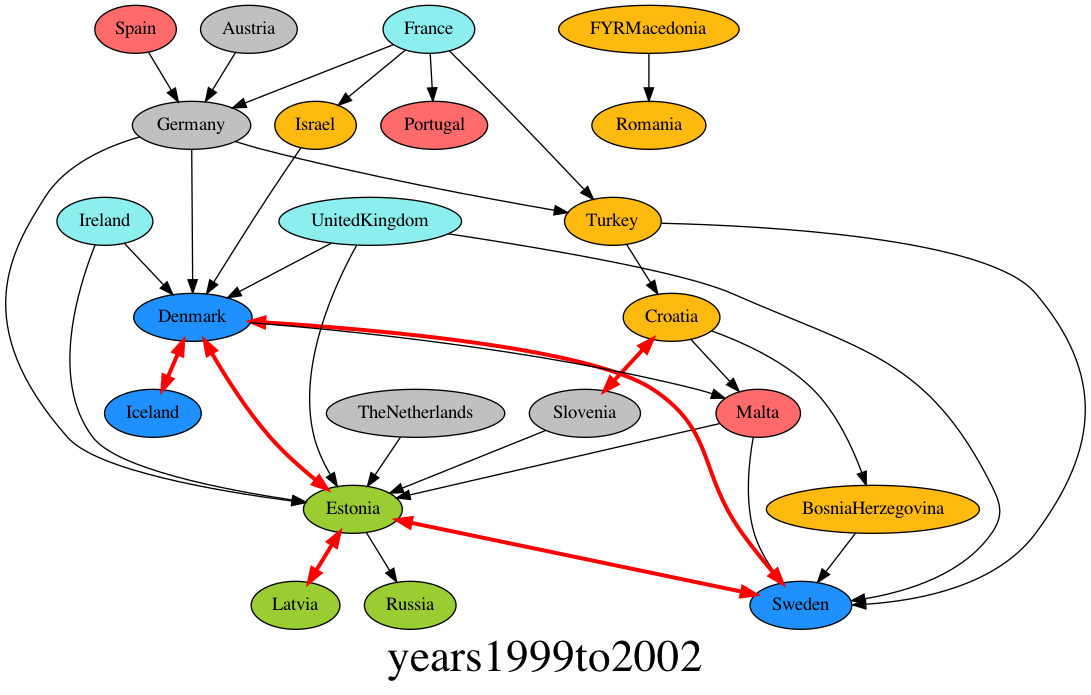 Spain
Austria
France
FYRMacedonia
Germany
Israel
Portugal
Romania
Ireland
UnitedKingdom
Turkey
Denmark
Croatia
Iceland
TheNetherlands
Slovenia
Malta
Estonia
BosniaHerzegovina
Latvia
Russia
Sweden
years1999to2002